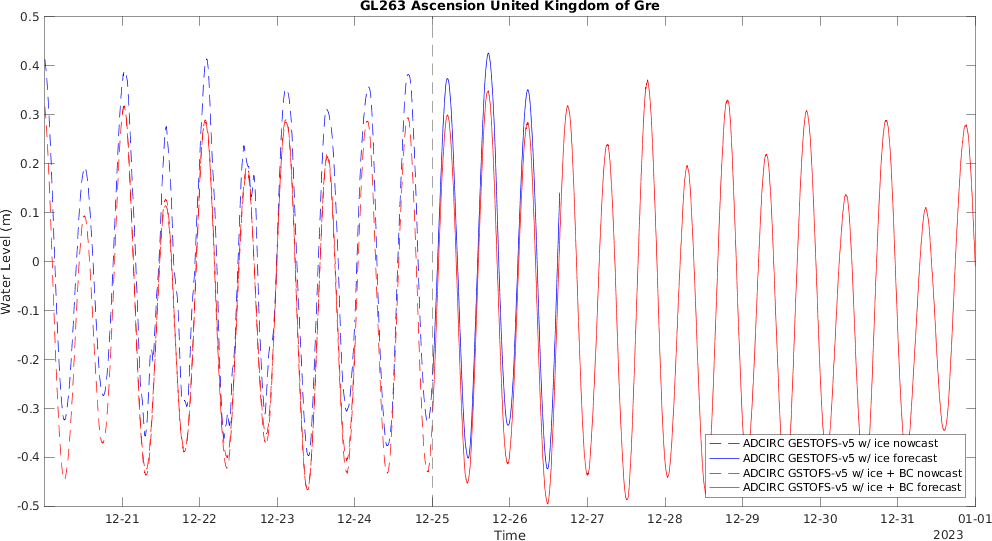 GL263 Ascension United Kingdom of Gre
0.5
0.4
0.3
0.2
0.1
0
-0.1
-0.2
-0.3
-0.4
-0.5
Water Level (m)
ADCIRC GESTOFS-v5 w/ ice nowcast
ADCIRC GESTOFS-v5 w/ ice forecast
ADCIRC GSTOFS-v5 w/ ice + BC nowcast
ADCIRC GSTOFS-v5 w/ ice + BC forecast
12-21 12-22 12-23 12-24 12-25 12-26 12-27 12-28 12-29 12-30 12-31 01-01
Time 2023